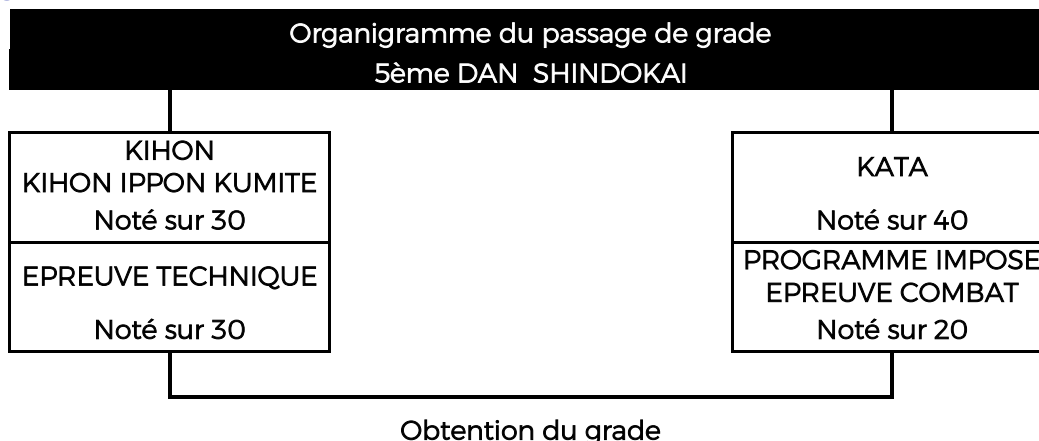 Organigramme du passage de grade
5ème DAN SHINDOKAI
KIHON
KIHON IPPON KUMITE
Noté sur 30
EPREUVE TECHNIQUE
Noté sur 30
KATA
Noté sur 40
PROGRAMME IMPOSE
EPREUVE COMBAT
Noté sur 20
Obtention du grade